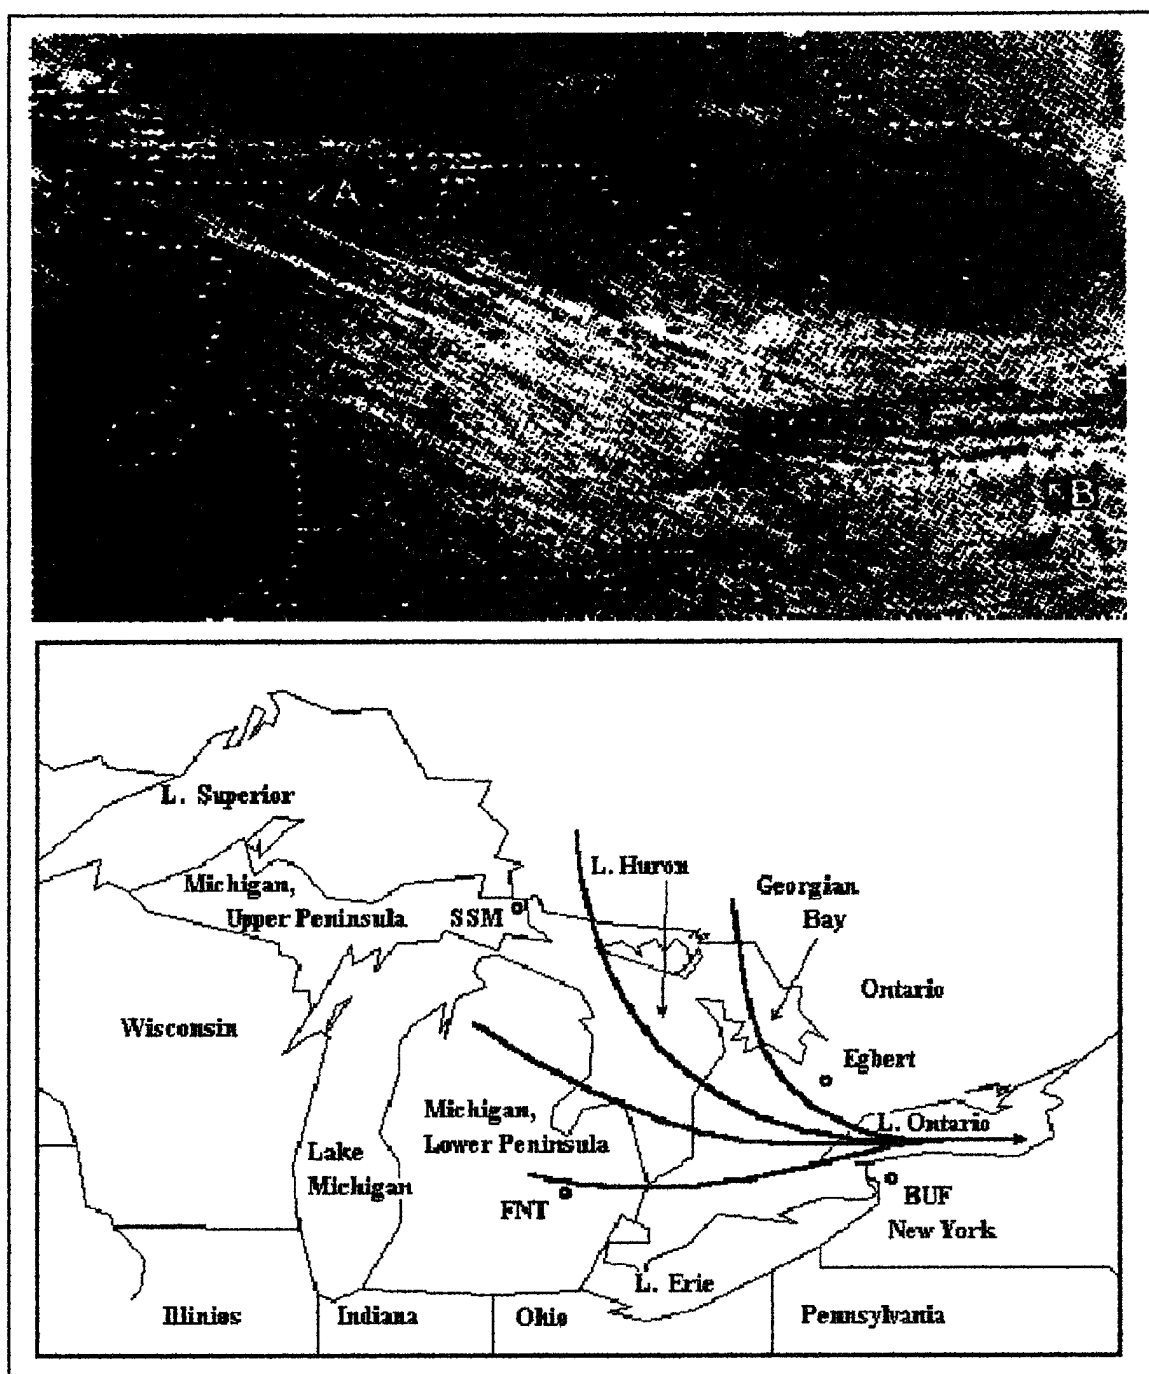 A
B
L. Superior
L. Huron
Georgian
Bay
Michigan,
Upper Peninsula
SSM
Ontario
Wisconsin
Egbert
Michigan,
Lower Peninsula
L. Ontario
Lake
Michigan
FNT
BUF
New York
L. Erie
Illinios
Indiana
Ohio
Pennsylvania